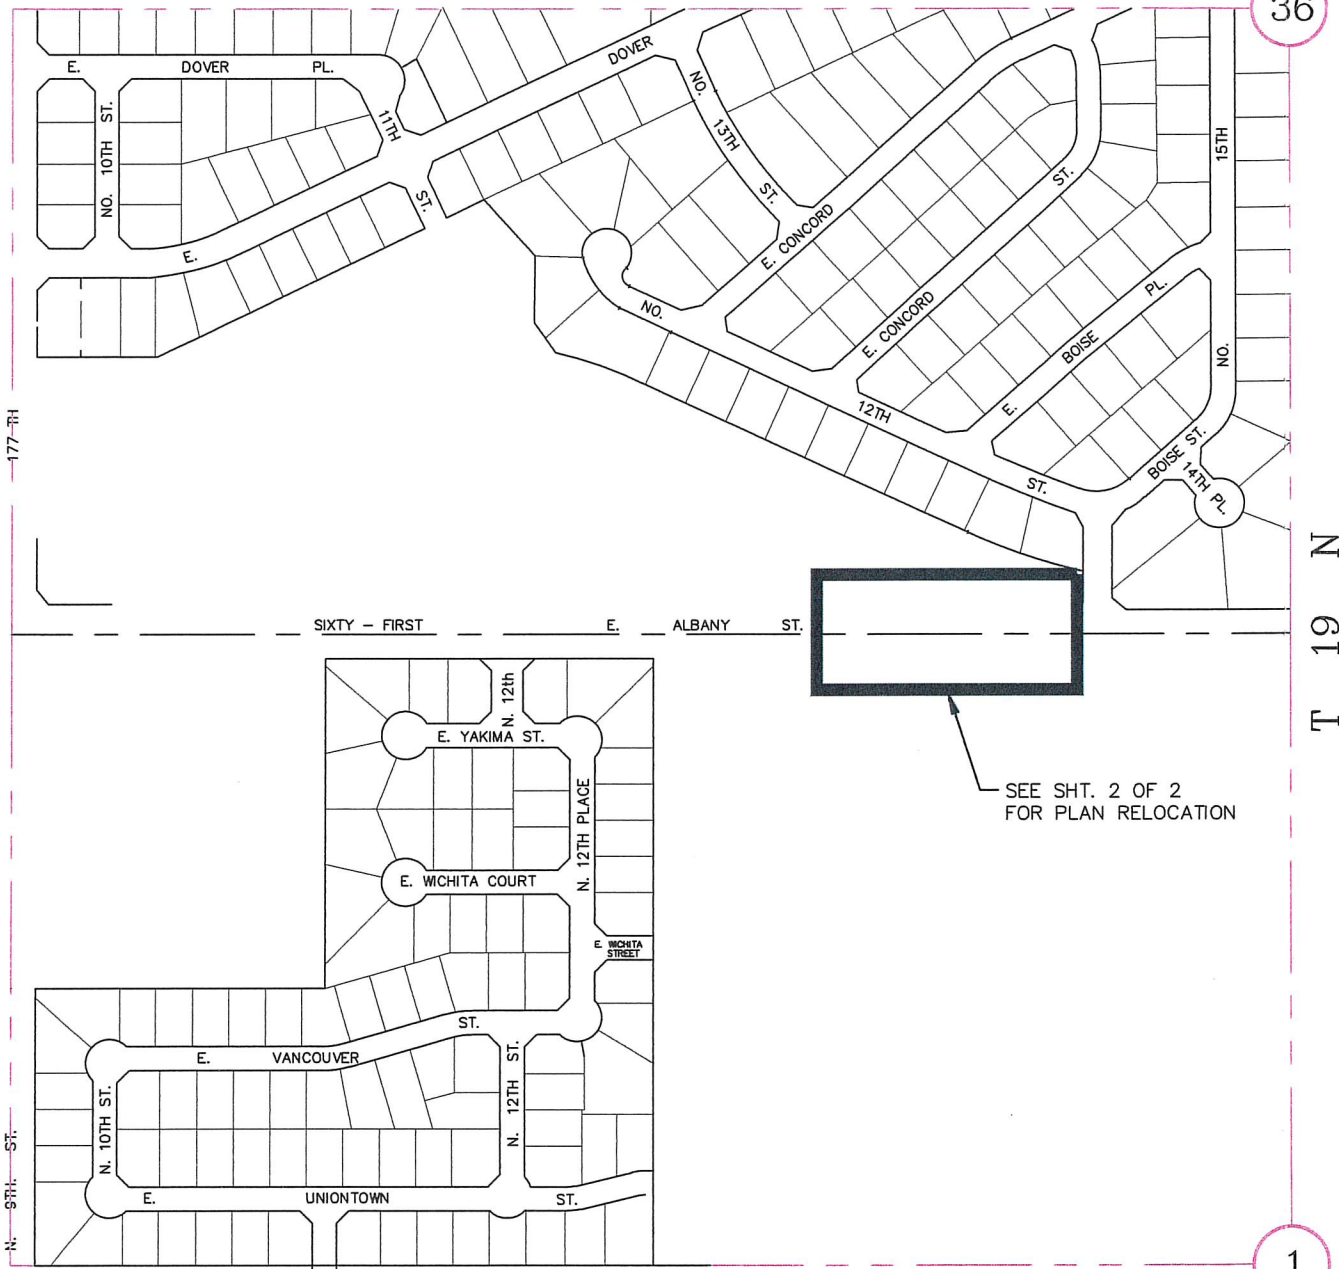 36
E. DOVER PL.
DOVER
NO. 10TH ST.
11TH
ST.
E.
NO. 13TH ST.
15TH
NO.
E. CONCORD
ST.
E. CONCORD
NO.
12TH
ST.
E. BOISE PL.
BOISE ST.
14TH PL.
177-TH
T 19 N
SIXTY - FIRST E. ALBANY ST.
N. 12th
E. YAKIMA ST.
N. 12TH PLACE
SEE SHT. 2 OF 2
FOR PLAN RELOCATION
E. WICHITA COURT
E. WICHITA
STREET
E. VANCOUVER ST.
N. 10TH ST.
N. 12TH ST.
N. 9TH. ST.
E. UNIONTOWN ST.
1